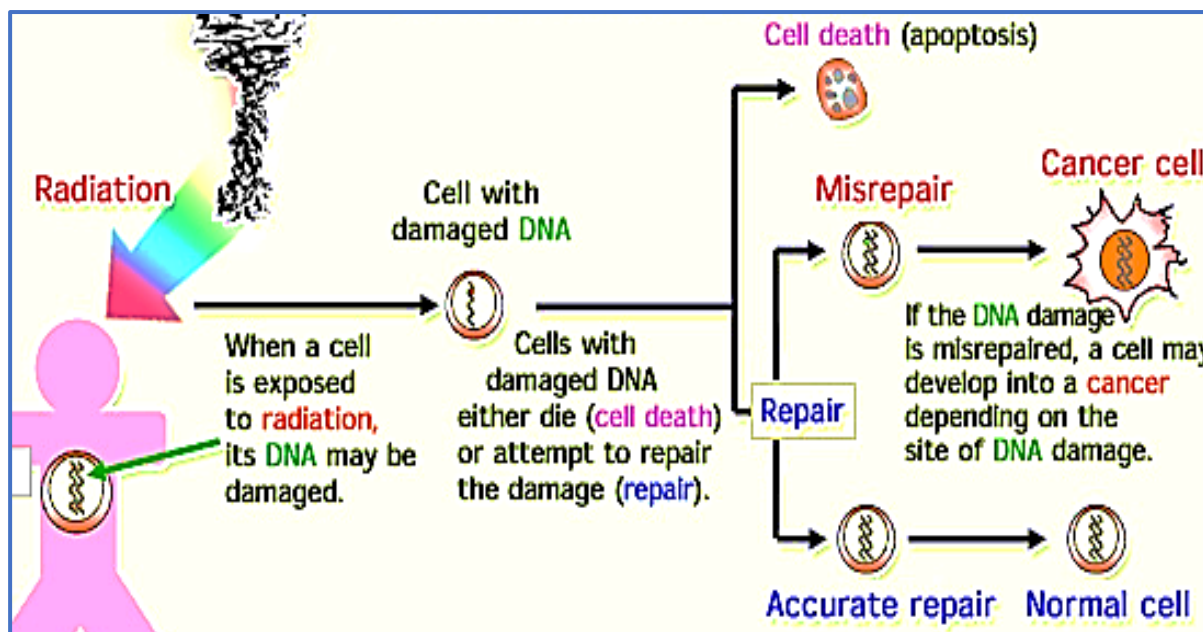 Cell death (apoptosis)
Radiation
Cell with
damaged DNA
Misrepair
Cancer cell
When a cell
is exposed
to radiation,
its DNA may be
damaged.
Cells with
damaged DNA
either die (cell death)
or attempt to repair
the damage (repair).
Repair
If the DNA damage
is misrepaired, a cell may
develop into a cancer
depending on the
site of DNA damage.
Accurate repair
Normal cell